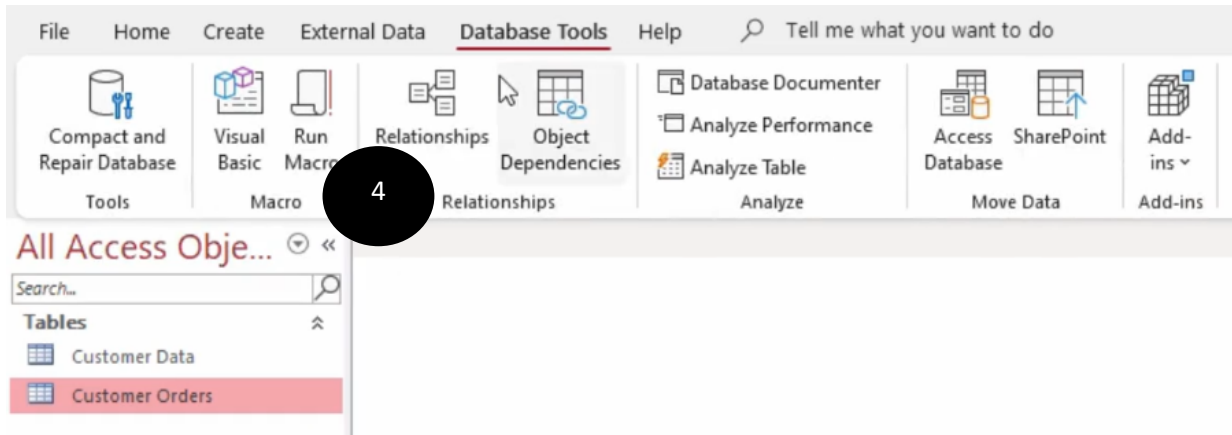 File Home Create External Data Database Tools Help Tell me what you want to do
Compact and Repair Database
Visual Basic
Run Macro
Relationships
Object Dependencies
Database Documenter
Analyze Performance
Analyze Table
Access Database
SharePoint
Add-ins
Tools Macro 4 Relationships Analyze Move Data Add-ins
All Access Obje... «
Search...
Tables
Customer Data
Customer Orders